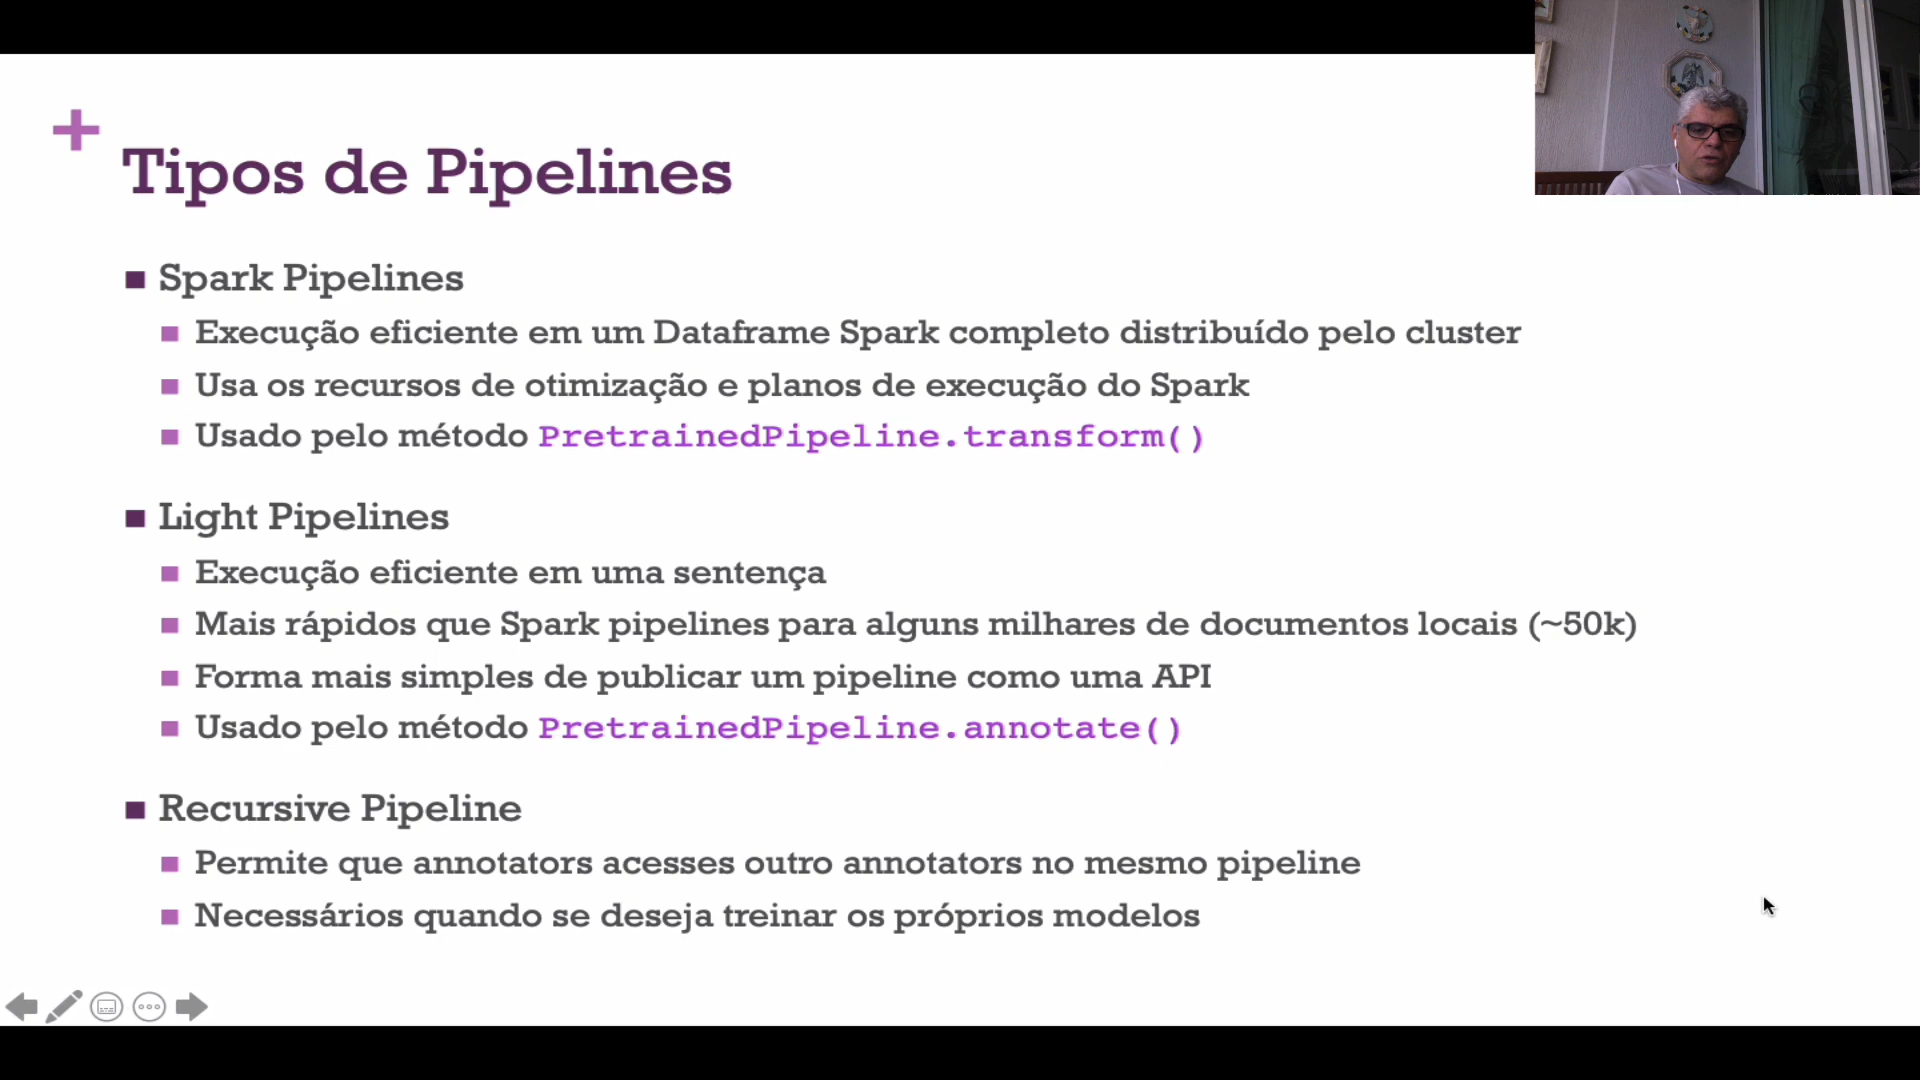 Tipos de Pipelines
Spark Pipelines
Execução eficiente em um Dataframe Spark completo distribuído pelo cluster
Usa os recursos de otimização e planos de execução do Spark
Usado pelo método PretrainedPipeline.transform()
Light Pipelines
Execução eficiente em uma sentença
Mais rápidos que Spark pipelines para alguns milhares de documentos locais (~50k)
Forma mais simples de publicar um pipeline como uma API
Usado pelo método PretrainedPipeline.annotate()
Recursive Pipeline
Permite que annotators acesses outro annotators no mesmo pipeline
Necessários quando se deseja treinar os próprios modelos